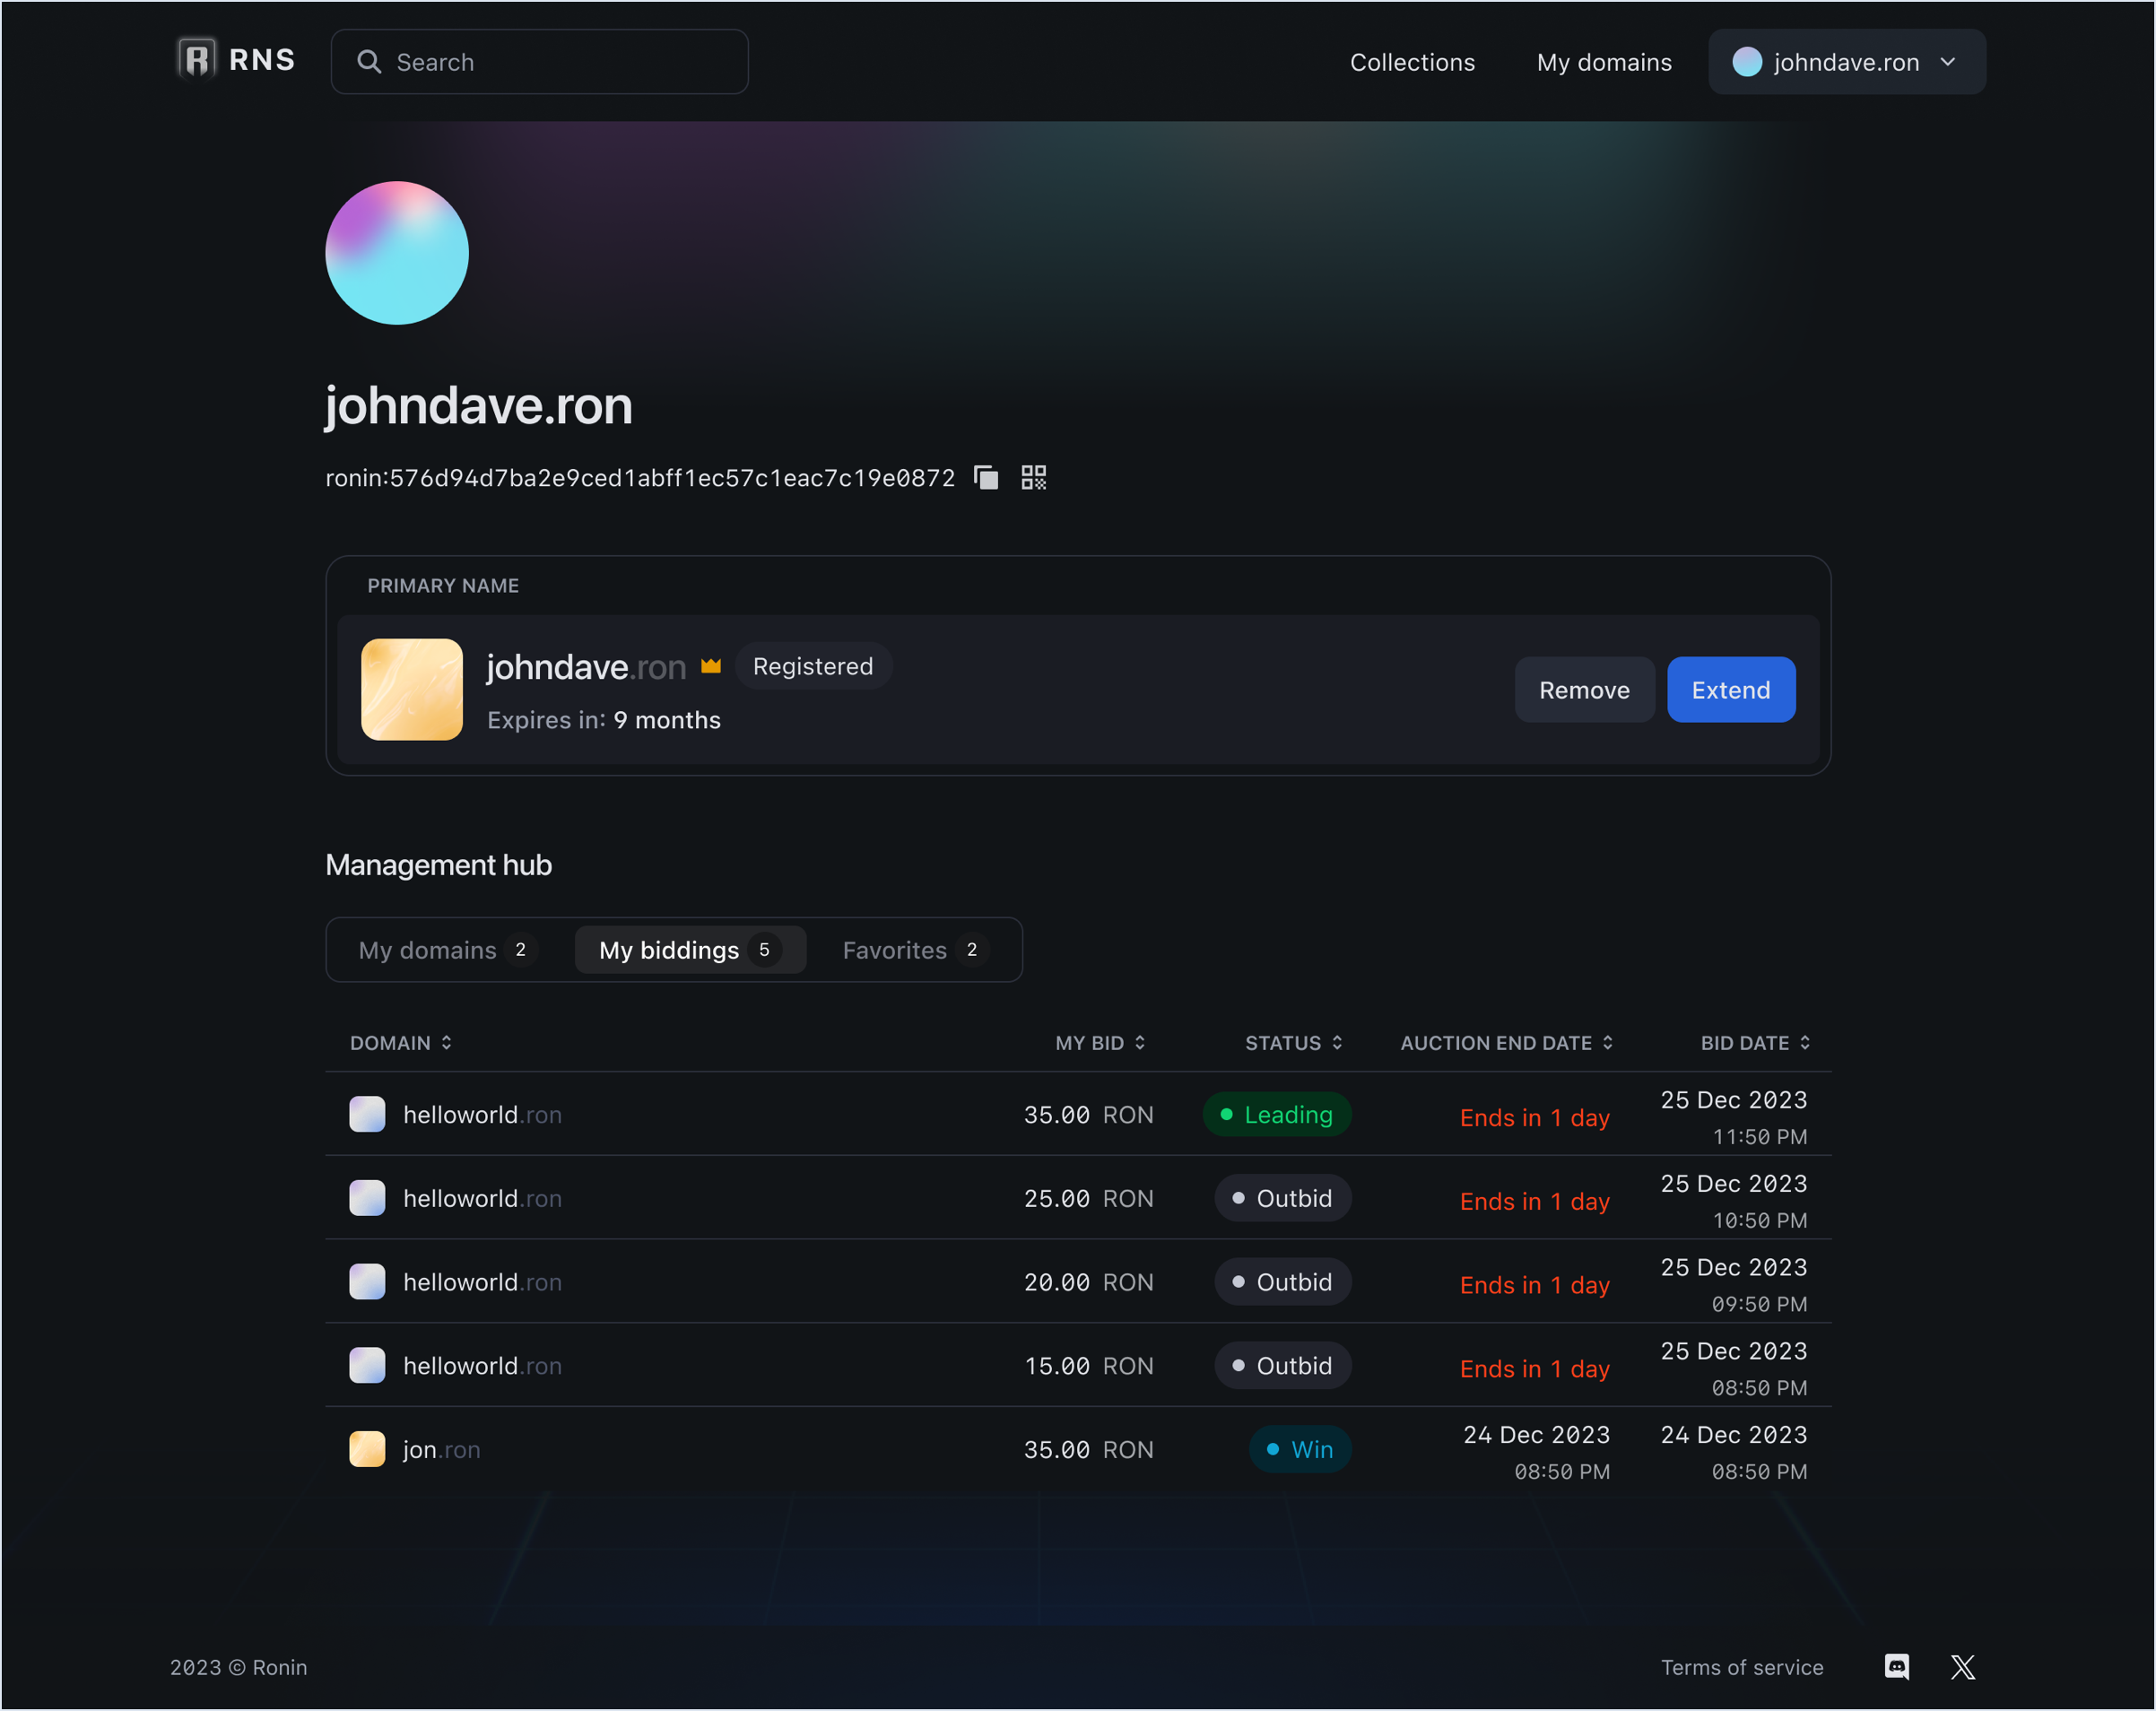 RNS
Search
Collections
My domains
johndave.ron
johndave.ron
ronin:576d94d7ba2e9ced1abff1ec57c1eac7c19e0872
PRIMARY NAME
johndave.ron
Registered
Expires in: 9 months
Remove
Extend
Management hub
My domains 2
My biddings 5
Favorites 2
DOMAIN MY BID STATUS AUCTION END DATE BID DATE
helloworld.ron 35.00 RON Leading Ends in 1 day 25 Dec 2023
11:50 PM
helloworld.ron 25.00 RON Outbid Ends in 1 day 25 Dec 2023
10:50 PM
helloworld.ron 20.00 RON Outbid Ends in 1 day 25 Dec 2023
09:50 PM
helloworld.ron 15.00 RON Outbid Ends in 1 day 25 Dec 2023
08:50 PM
jon.ron 35.00 RON Win 24 Dec 2023 24 Dec 2023
08:50 PM 08:50 PM
2023 © Ronin
Terms of service